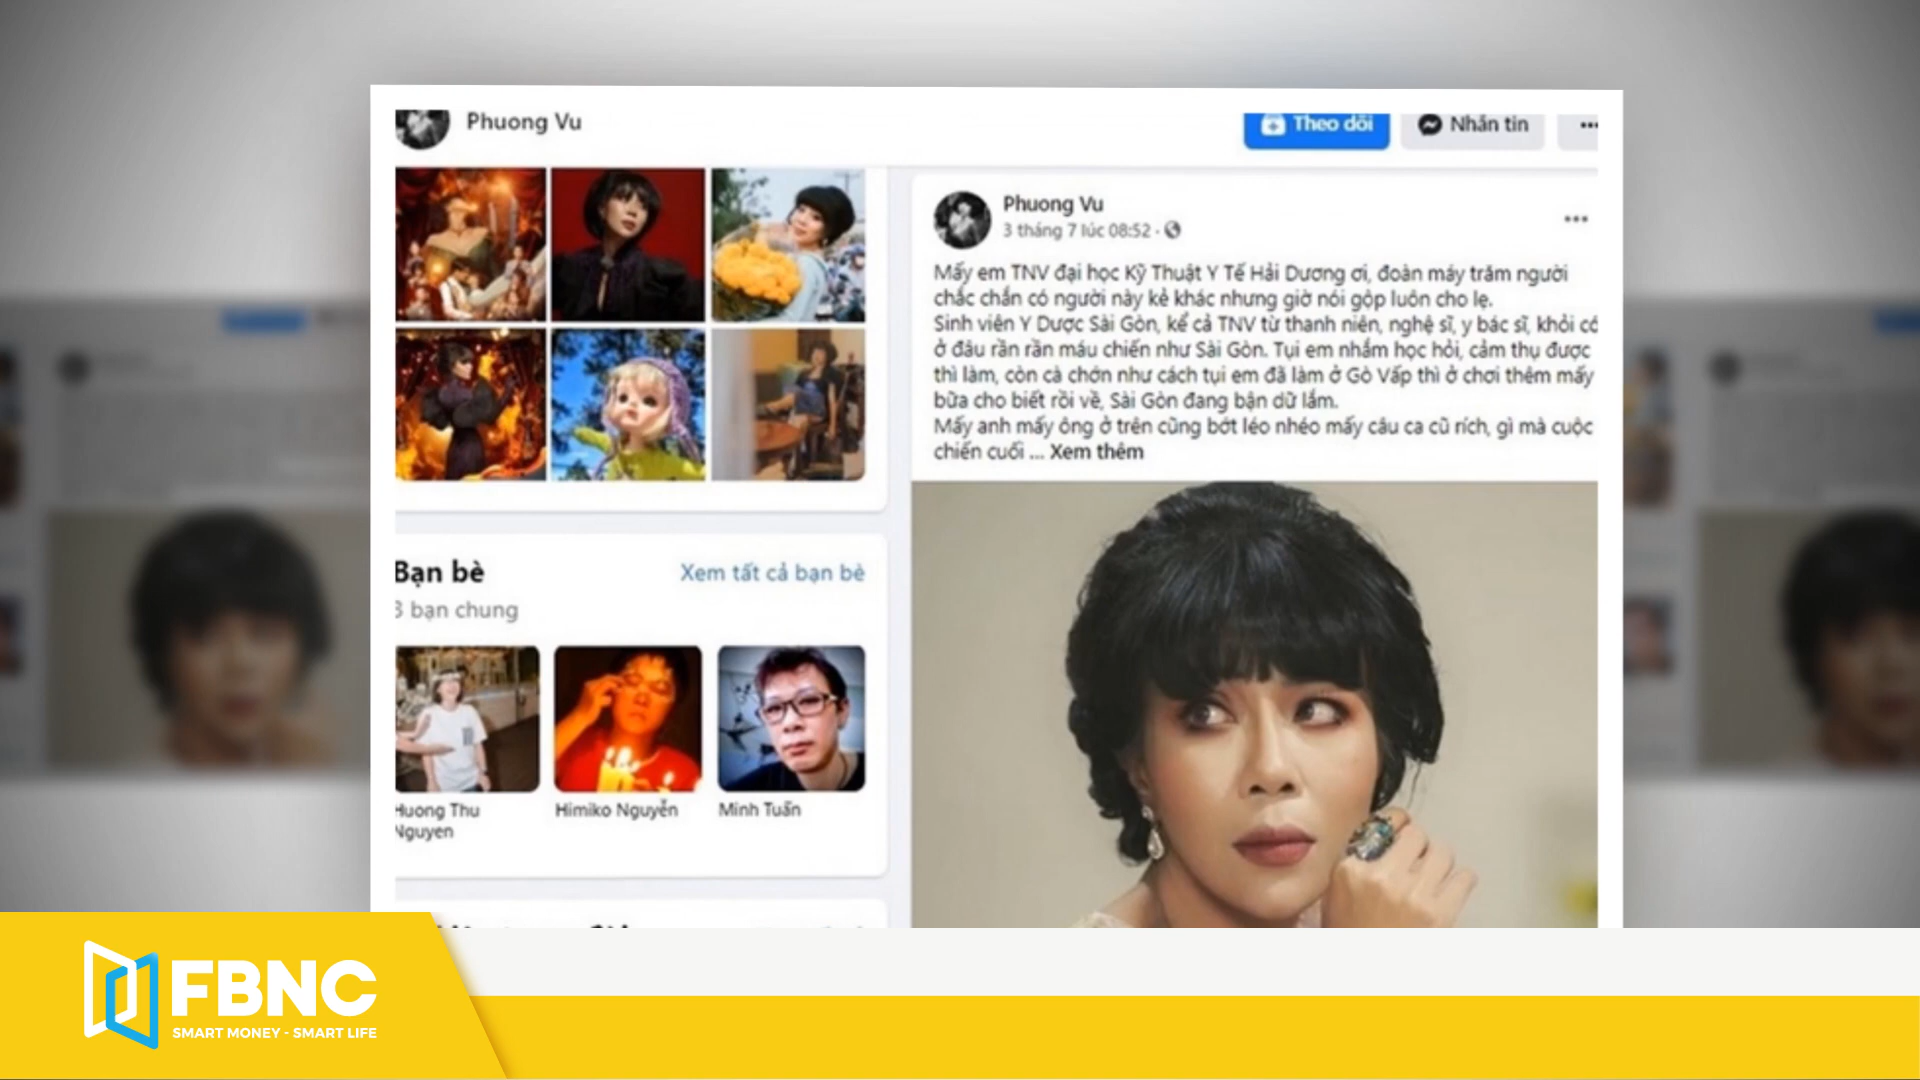 Phuong Vu
Theo dõi
Nhắn tin
Phuong Vu
3 tháng 7 lúc 08:52
Mấy em TNV đại học Kỹ Thuật Y Tế Hải Dương ơi, đoàn máy trăm người
chắc chắn có người này kẻ khác nhưng giờ nói gộp luôn cho lẹ.
Sinh viên Y Dược Sài Gòn, kể cả TNV từ thanh niên, nghệ sĩ, y bác sĩ, khỏi có
ở đâu rần rần máu chiến như Sài Gòn. Tụi em nhắm học hỏi, cảm thụ được
thì làm, còn cà chớn như cách tụi em đã làm ở Gò Vấp thì ở chơi thêm mấy
bữa cho biết rồi về, Sài Gòn đang bận dữ lắm.
Mấy anh mấy ông ở trên cũng bớt léo nhéo mấy câu ca cũ rích, gì mà cuộc
chiến cuối ... Xem thêm
Bạn bè
Xem tất cả bạn bè
3 bạn chung
Huong Thu
Nguyen
Himiko Nguyễn
Minh Tuấn
FBNC
SMART MONEY - SMART LIFE